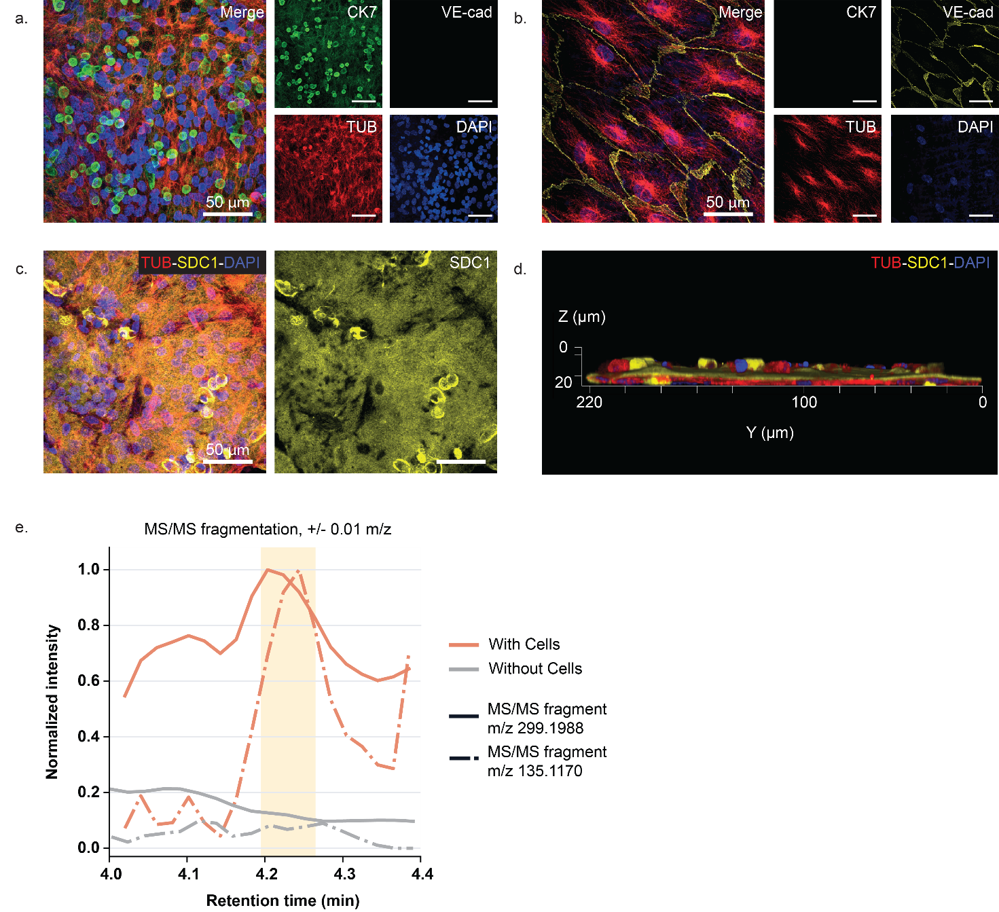 a.
Merge
CK7
VE-cad
50 µm
TUB
DAPI
b.
Merge
CK7
VE-cad
50 µm
TUB
DAPI
c.
TUB-SDC1-DAPI
50 µm
SDC1
d.
TUB-SDC1-DAPI
Z (µm)
0
20
220
100
0
Y (µm)
e.
MS/MS fragmentation, +/- 0.01 m/z
Normalized intensity
1.0
0.8
0.6
0.4
0.2
0.0
4.0
4.1
4.2
4.3
4.4
Retention time (min)
With Cells
Without Cells
MS/MS fragment
m/z 299.1988
MS/MS fragment
m/z 135.1170